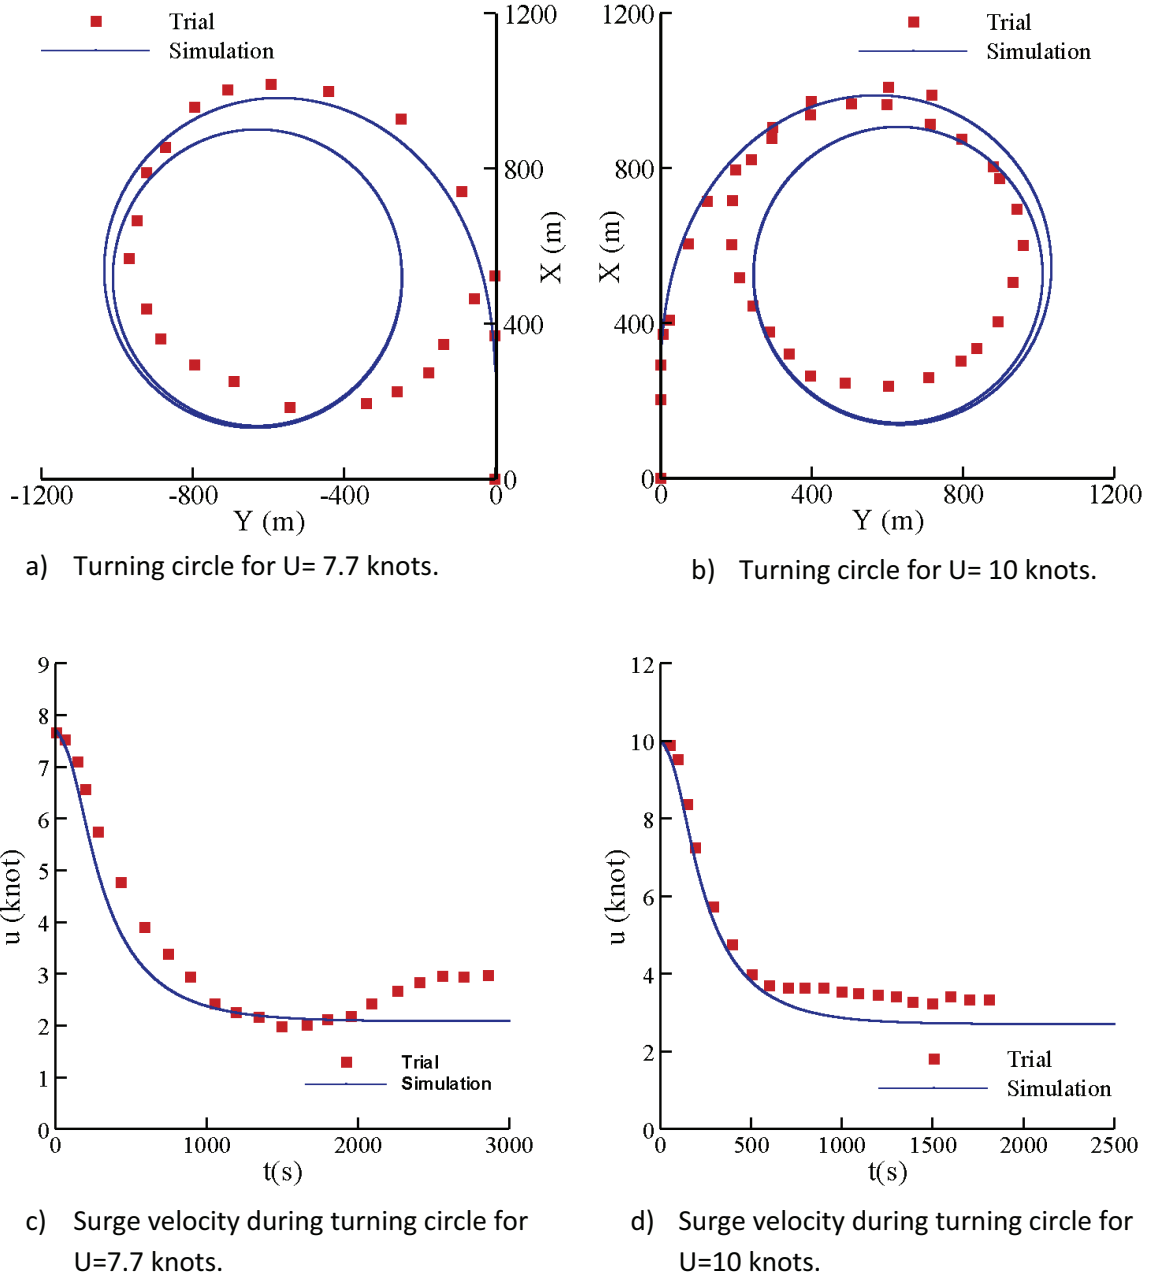 Trial
Simulation
1200
800
400
0
X (m)
-1200
-800
-400
0
Y (m)
a) Turning circle for U= 7.7 knots.
Trial
Simulation
1200
800
400
0
X (m)
0
400
800
1200
Y (m)
b) Turning circle for U= 10 knots.
9
8
7
6
5
4
3
2
1
0
u (knot)
Trial
Simulation
0
1000
2000
3000
t(s)
c) Surge velocity during turning circle for
U=7.7 knots.
12
10
8
6
4
2
0
u (knot)
Trial
Simulation
0
500
1000
1500
2000
2500
t(s)
d) Surge velocity during turning circle for
U=10 knots.